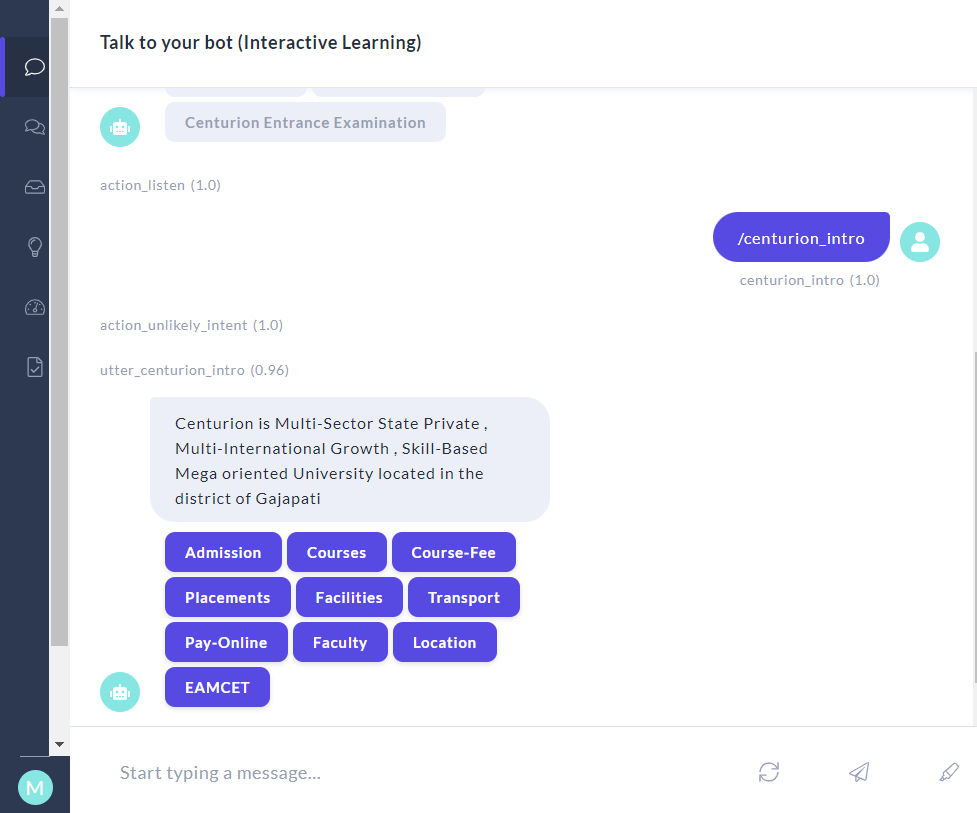 Talk to your bot (Interactive Learning)
Centurion Entrance Examination
action_listen (1.0)
/centurion_intro
centurion_intro (1.0)
action_unlikely_intent (1.0)
utter_centurion_intro (0.96)
Centurion is Multi-Sector State Private ,
Multi-International Growth , Skill-Based
Mega oriented University located in the
district of Gajapati
Admission Courses Course-Fee
Placements Facilities Transport
Pay-Online Faculty Location
EAMCET
Start typing a message...
M